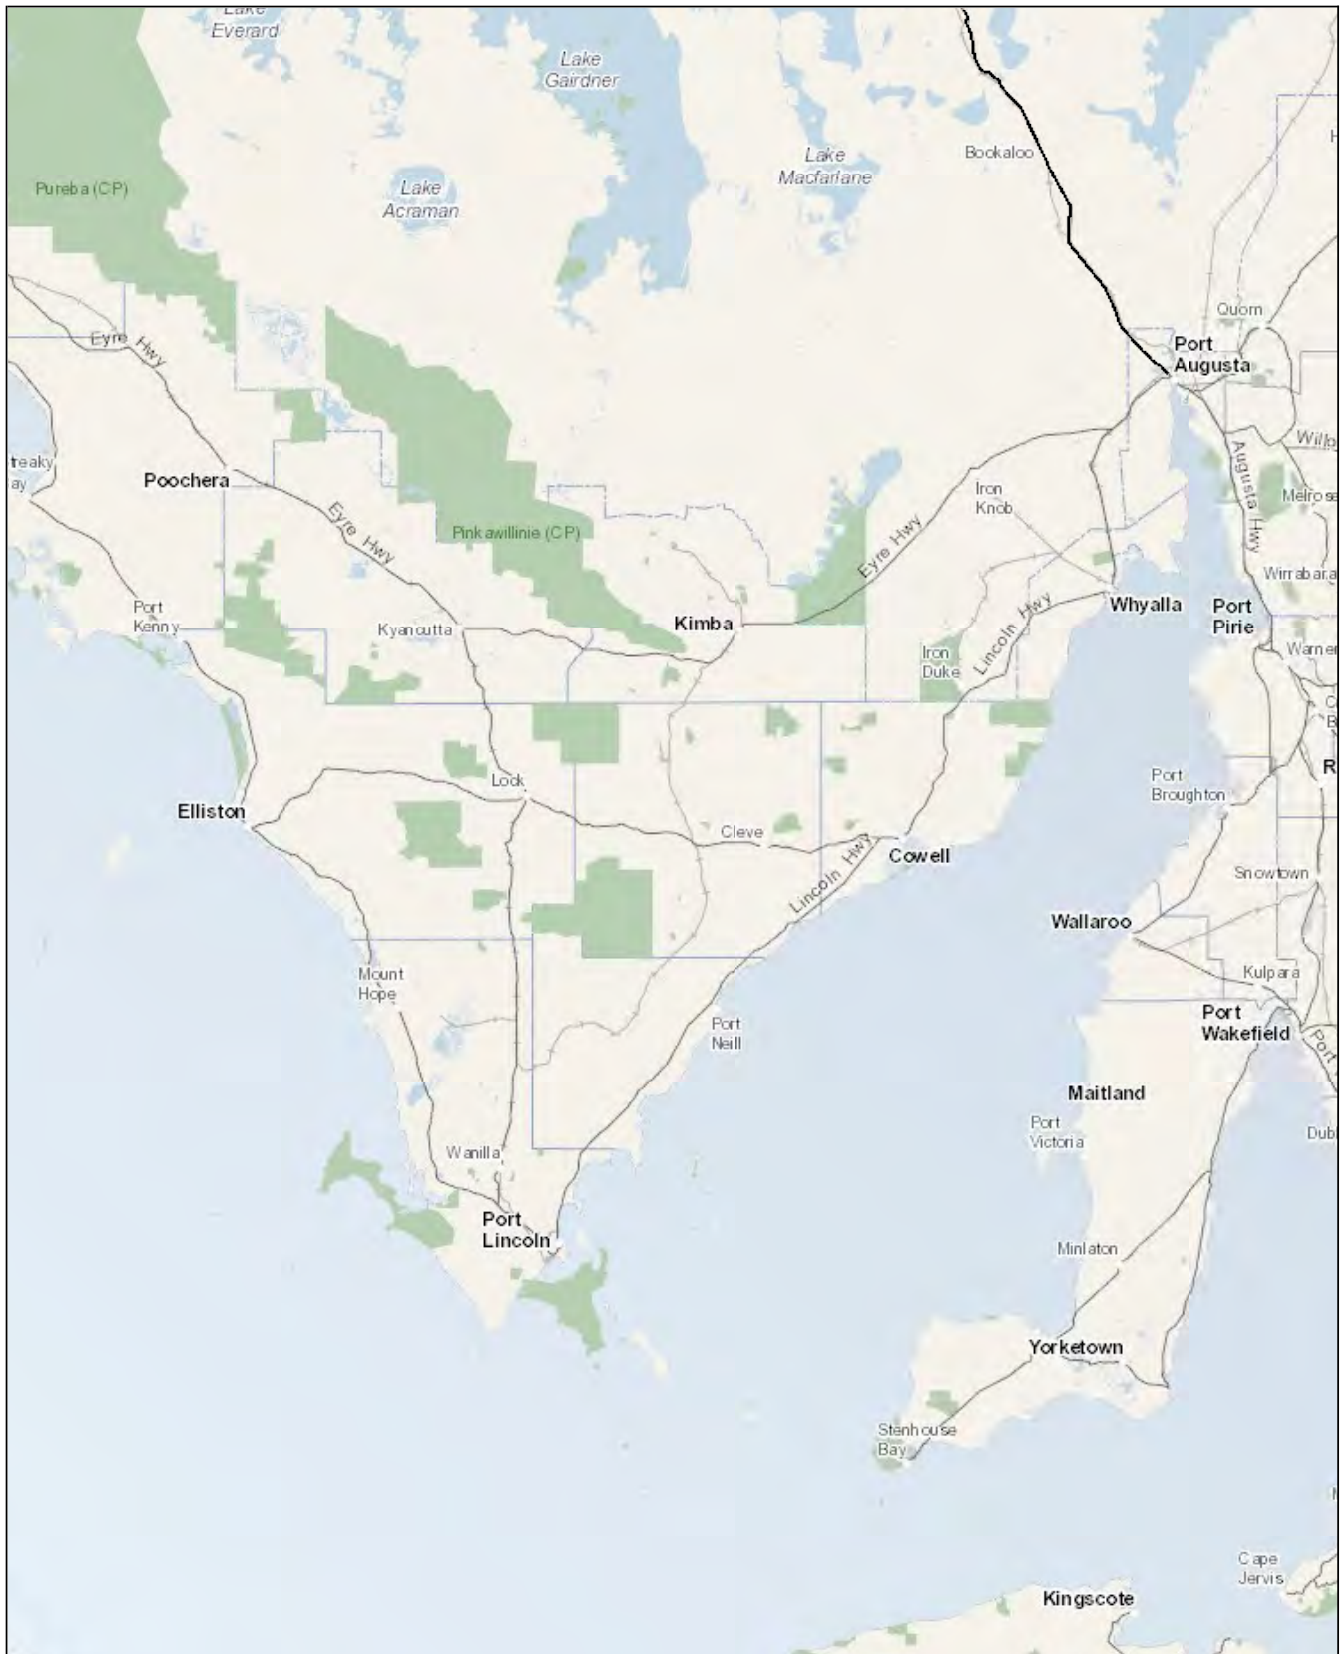 Lake
Everard
Lake
Gairdner
Bookaloo
Lake
Macfarlane
Pureba (CP)
Lake
Acraman
Quorn
Eyre Hwy
Port
Augusta
Poochera
Iron
Knob
Augusta Hwy
Melrose
Eyre Hwy
Pinkawillinie (CP)
Eyre Hwy
Wirrabara
Port
Kenny
Kyancutta
Kimba
Whyalla
Port
Pirie
Lincoln Hwy
Iron
Duke
Lock
Port
Broughton
Elliston
Cleve
Cowell
Lincoln Hwy
Snowtown
Wallaroo
Mount
Hope
Kulpara
Port
Neill
Port
Wakefield
Port
Maitland
Port
Victoria
Wanilla
Port
Lincoln
Minlaton
Yorketown
Stenhouse
Bay
Cape
Jervis
Kingscote